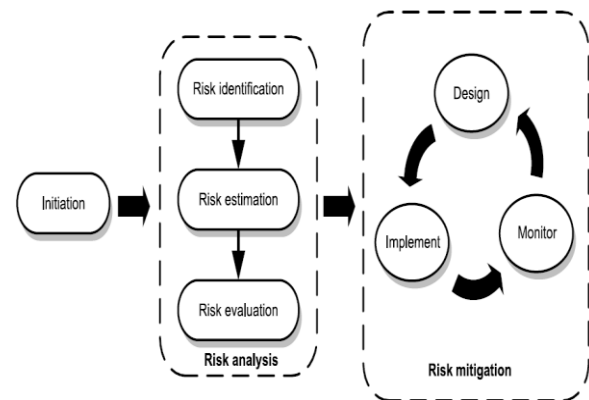 Initiation
Risk identification
Risk estimation
Risk evaluation
Risk analysis
Design
Implement
Monitor
Risk mitigation